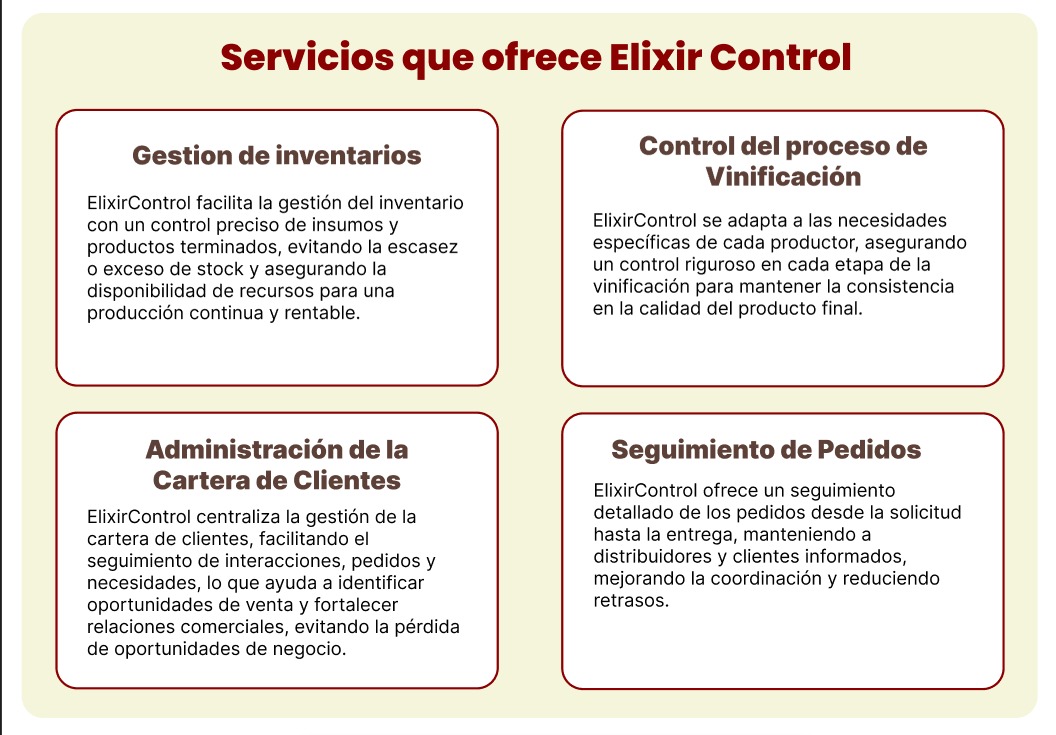 Servicios que ofrece Elixir Control
Gestion de inventarios
ElixirControl facilita la gestión del inventario
con un control preciso de insumos y
productos terminados, evitando la escasez
o exceso de stock y asegurando la
disponibilidad de recursos para una
producción continua y rentable.
Control del proceso de
Vinificación
ElixirControl se adapta a las necesidades
específicas de cada productor, asegurando
un control riguroso en cada etapa de la
vinificación para mantener la consistencia
en la calidad del producto final.
Administración de la
Cartera de Clientes
ElixirControl centraliza la gestión de la
cartera de clientes, facilitando el
seguimiento de interacciones, pedidos y
necesidades, lo que ayuda a identificar
oportunidades de venta y fortalecer
relaciones comerciales, evitando la pérdida
de oportunidades de negocio.
Seguimiento de Pedidos
ElixirControl ofrece un seguimiento
detallado de los pedidos desde la solicitud
hasta la entrega, manteniendo a
distribuidores y clientes informados,
mejorando la coordinación y reduciendo
retrasos.